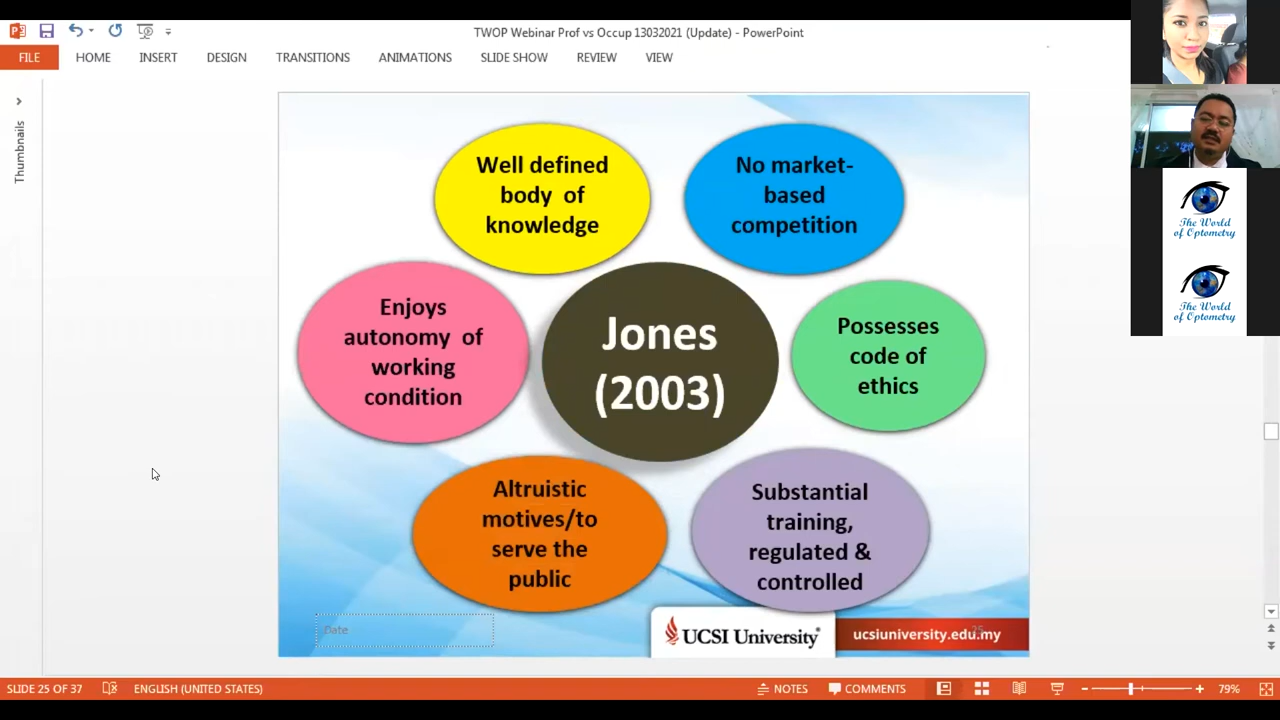 TWOP Webinar Prof vs Occup 13032021 (Update) - PowerPoint
FILE HOME INSERT DESIGN TRANSITIONS ANIMATIONS SLIDE SHOW REVIEW VIEW
Thumbnails
Well defined
body of
knowledge
No market-
based
competition
Enjoys
autonomy of
working
condition
Jones
(2003)
Possesses
code of
ethics
Altruistic
motives/to
serve the
public
Substantial
training,
regulated &
controlled
Date
UCSI University
ucsiuniversity.edu.my
25
The World
of Optometry
The World
of Optometry
SLIDE 25 OF 37 ENGLISH (UNITED STATES) NOTES COMMENTS 79%